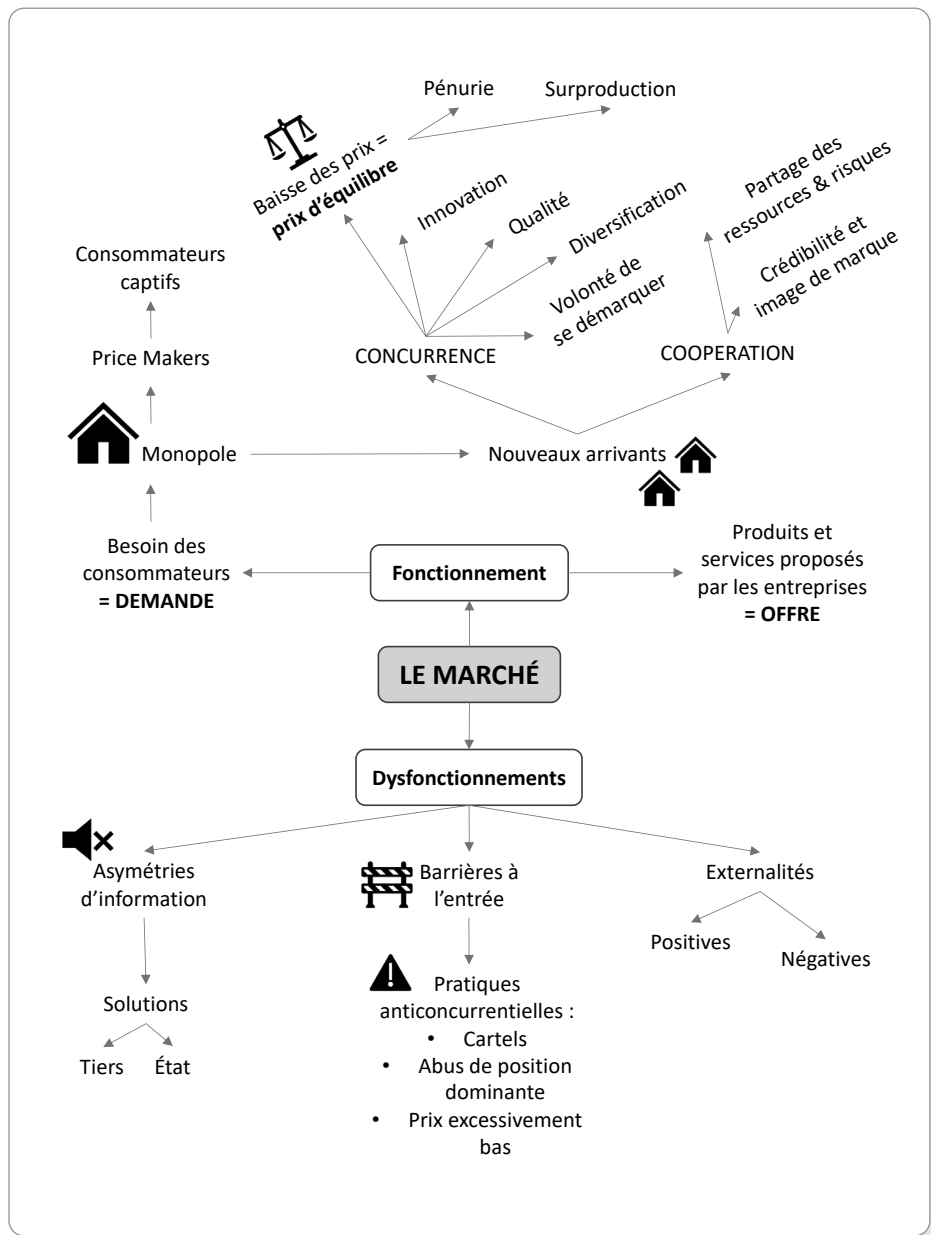 Pénurie
Surproduction
Baisse des prix =
prix d'équilibre
Innovation
Qualité
Diversification
Volonté de
se démarquer
Partage des
ressources & risques
Crédibilité et
image de marque
Consommateurs
captifs
Price Makers
CONCURRENCE
COOPERATION
Monopole
Nouveaux arrivants
Besoin des
consommateurs
= DEMANDE
Fonctionnement
Produits et
services proposés
par les entreprises
= OFFRE
LE MARCHÉ
Dysfonctionnements
Asymétries
d'information
Barrières à
l'entrée
Externalités
Positives
Négatives
Solutions
Tiers
État
Pratiques
anticoncurrentielles :
• Cartels
• Abus de position
dominante
• Prix excessivement
bas